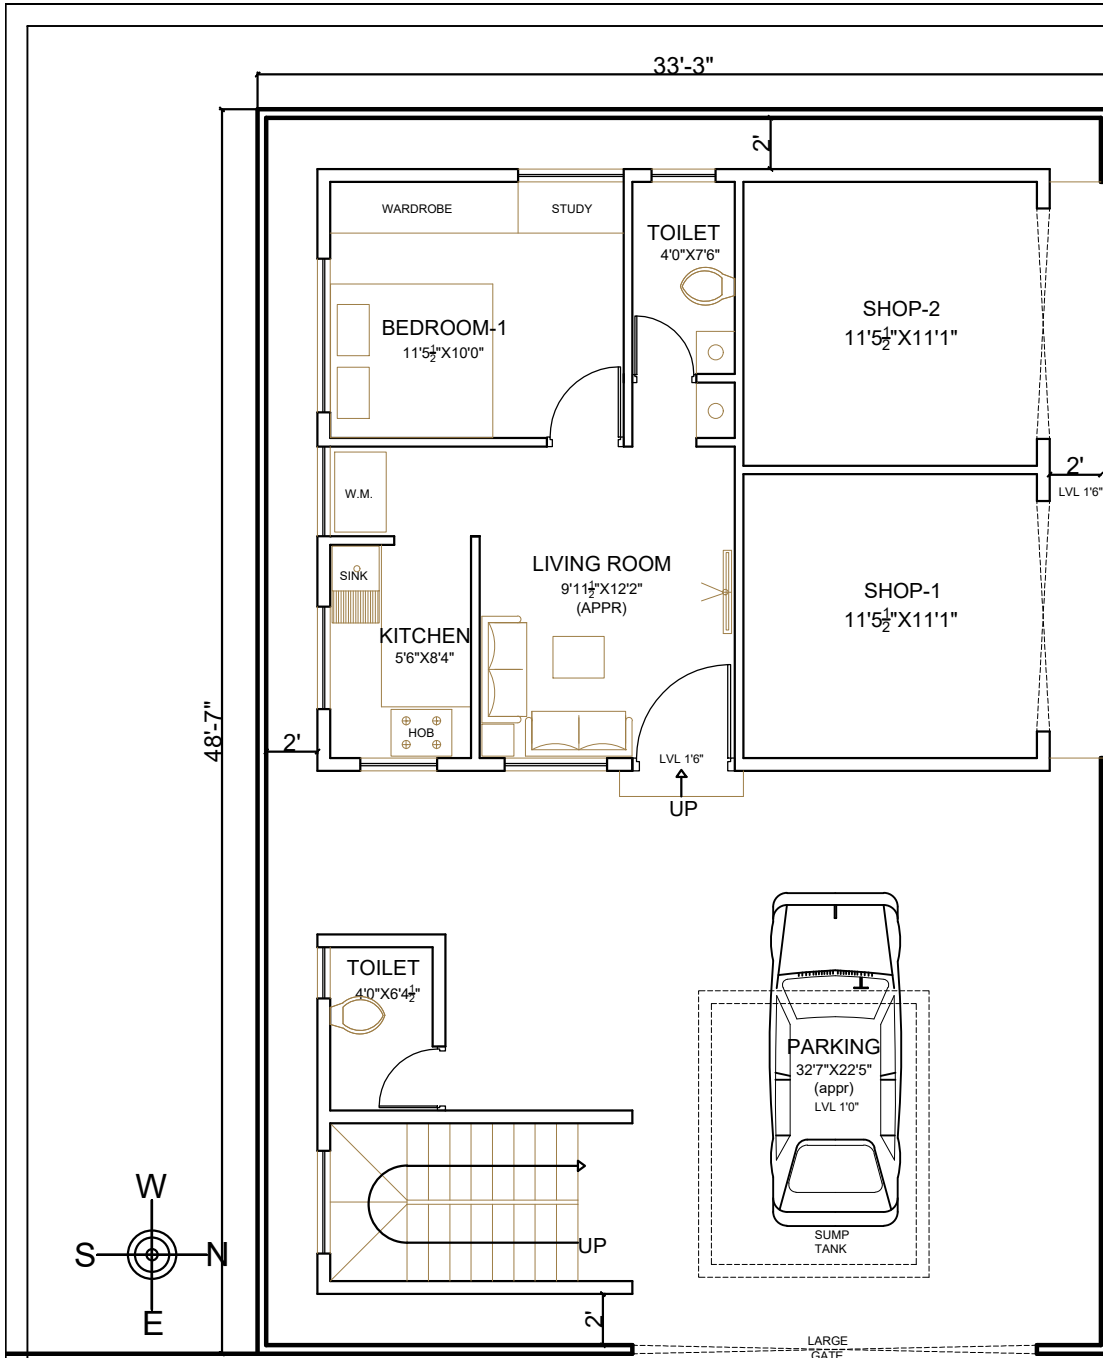 33'-3"
2'
WARDROBE
STUDY
TOILET
4'0"X7'6"
BEDROOM-1
11'5½"X10'0"
SHOP-2
11'5½"X11'1"
2'
LVL 1'6"
W.M.
SINK
LIVING ROOM
9'11½"X12'2"
(APPR)
SHOP-1
11'5½"X11'1"
KITCHEN
5'6"X8'4"
HOB
48'-7"
2'
LVL 1'6"
UP
TOILET
4'0"X6'4½"
PARKING
32'7"X22'5"
(appr)
LVL 1'0"
W
S
N
E
UP
SUMP
TANK
2'
LARGE
GATE